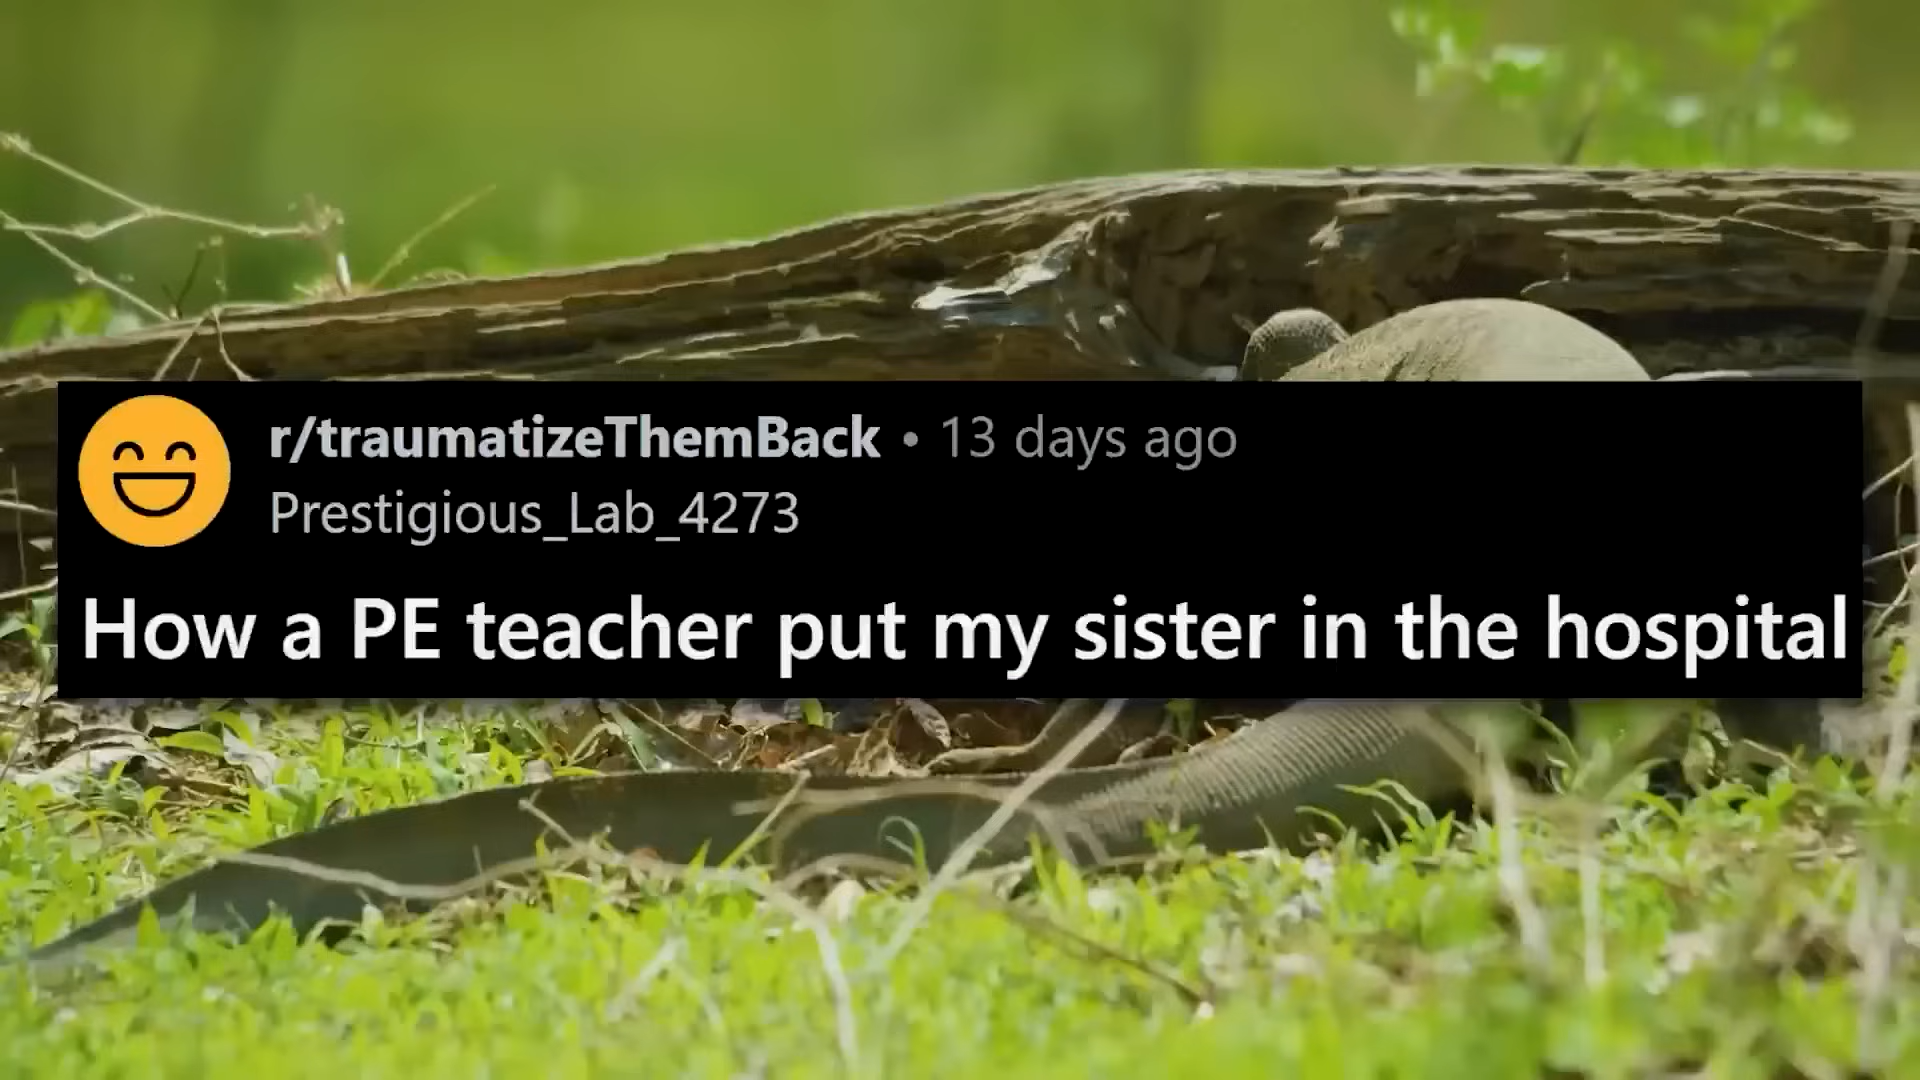 r/traumatizeThemBack • 13 days ago
Prestigious_Lab_4273
How a PE teacher put my sister in the hospital